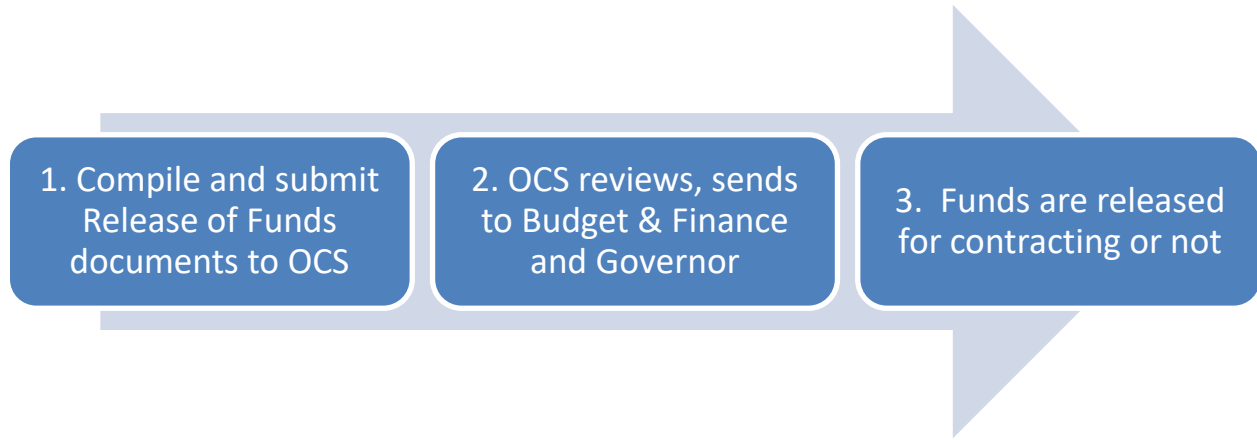 1. Compile and submit
Release of Funds
documents to OCS
2. OCS reviews, sends
to Budget & Finance
and Governor
3.  Funds are released
for contracting or not